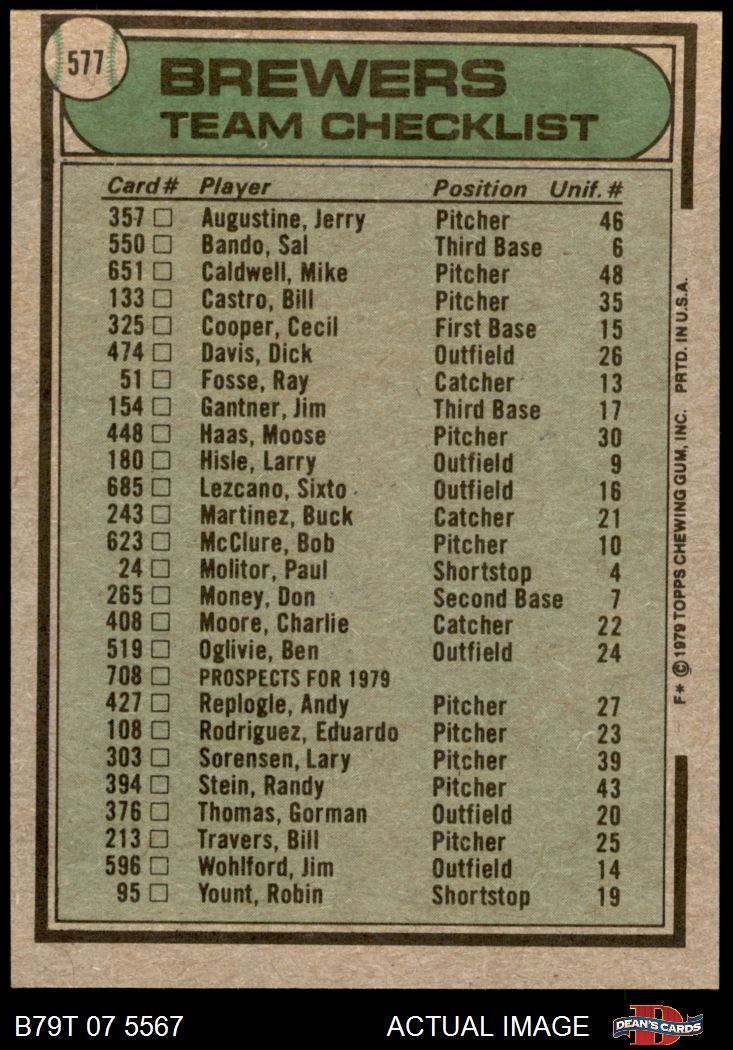 577
BREWERS
TEAM CHECKLIST
Card # Player Position Unif. #
357 Augustine, Jerry Pitcher 46
550 Bando, Sal Third Base 6
651 Caldwell, Mike Pitcher 48
133 Castro, Bill Pitcher 35
325 Cooper, Cecil First Base 15
474 Davis, Dick Outfield 26
51 Fosse, Ray Catcher 13
154 Gantner, Jim Third Base 17
448 Haas, Moose Pitcher 30
180 Hisle, Larry Outfield 9
685 Lezcano, Sixto Outfield 16
243 Martinez, Buck Catcher 21
623 McClure, Bob Pitcher 10
24 Molitor, Paul Shortstop 4
265 Money, Don Second Base 7
408 Moore, Charlie Catcher 22
519 Oglivie, Ben Outfield 24
708 PROSPECTS FOR 1979
427 Replogle, Andy Pitcher 27
108 Rodriguez, Eduardo Pitcher 23
303 Sorensen, Lary Pitcher 39
394 Stein, Randy Pitcher 43
376 Thomas, Gorman Outfield 20
213 Travers, Bill Pitcher 25
596 Wohlford, Jim Outfield 14
95 Yount, Robin Shortstop 19
F* © 1979 TOPPS CHEWING GUM, INC. PRTD. IN U.S.A.
B79T 07 5567 ACTUAL IMAGE
DEAN'S CARDS